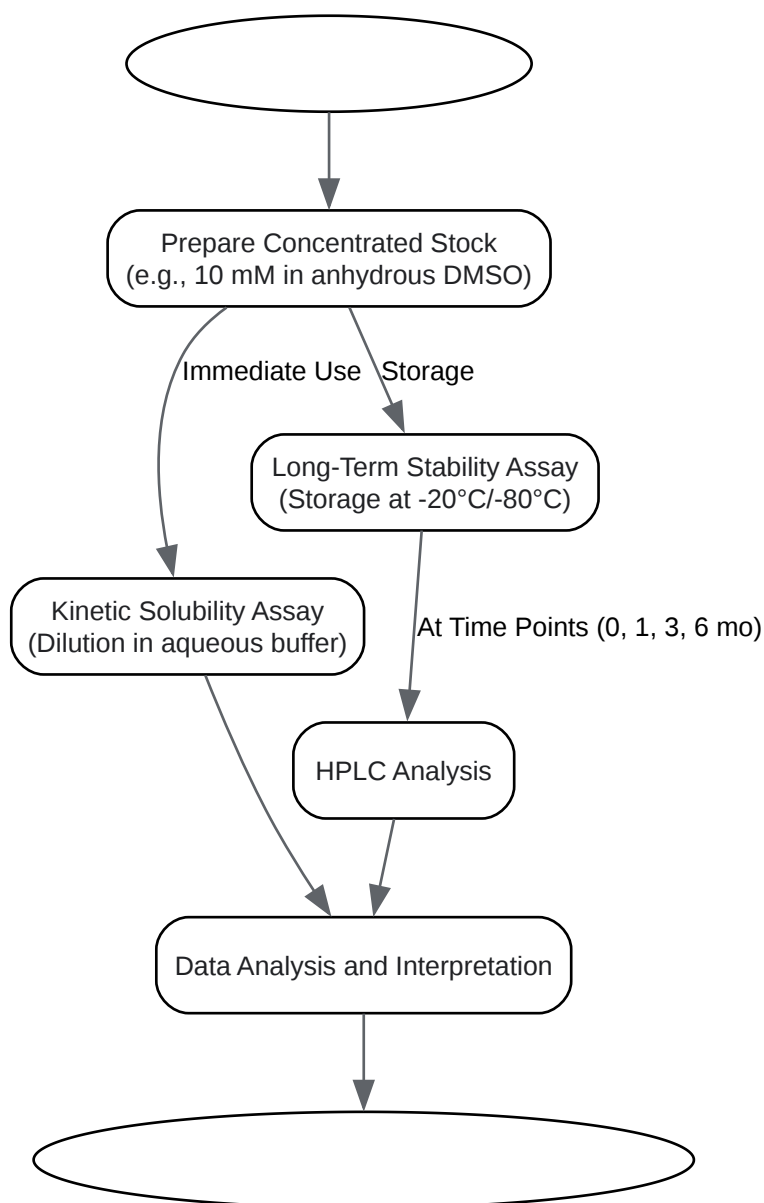 Prepare Concentrated Stock
(e.g., 10 mM in anhydrous DMSO)
Immediate Use
Storage
Long-Term Stability Assay
(Storage at -20°C/-80°C)
Kinetic Solubility Assay
(Dilution in aqueous buffer)
At Time Points (0, 1, 3, 6 mo)
HPLC Analysis
Data Analysis and Interpretation